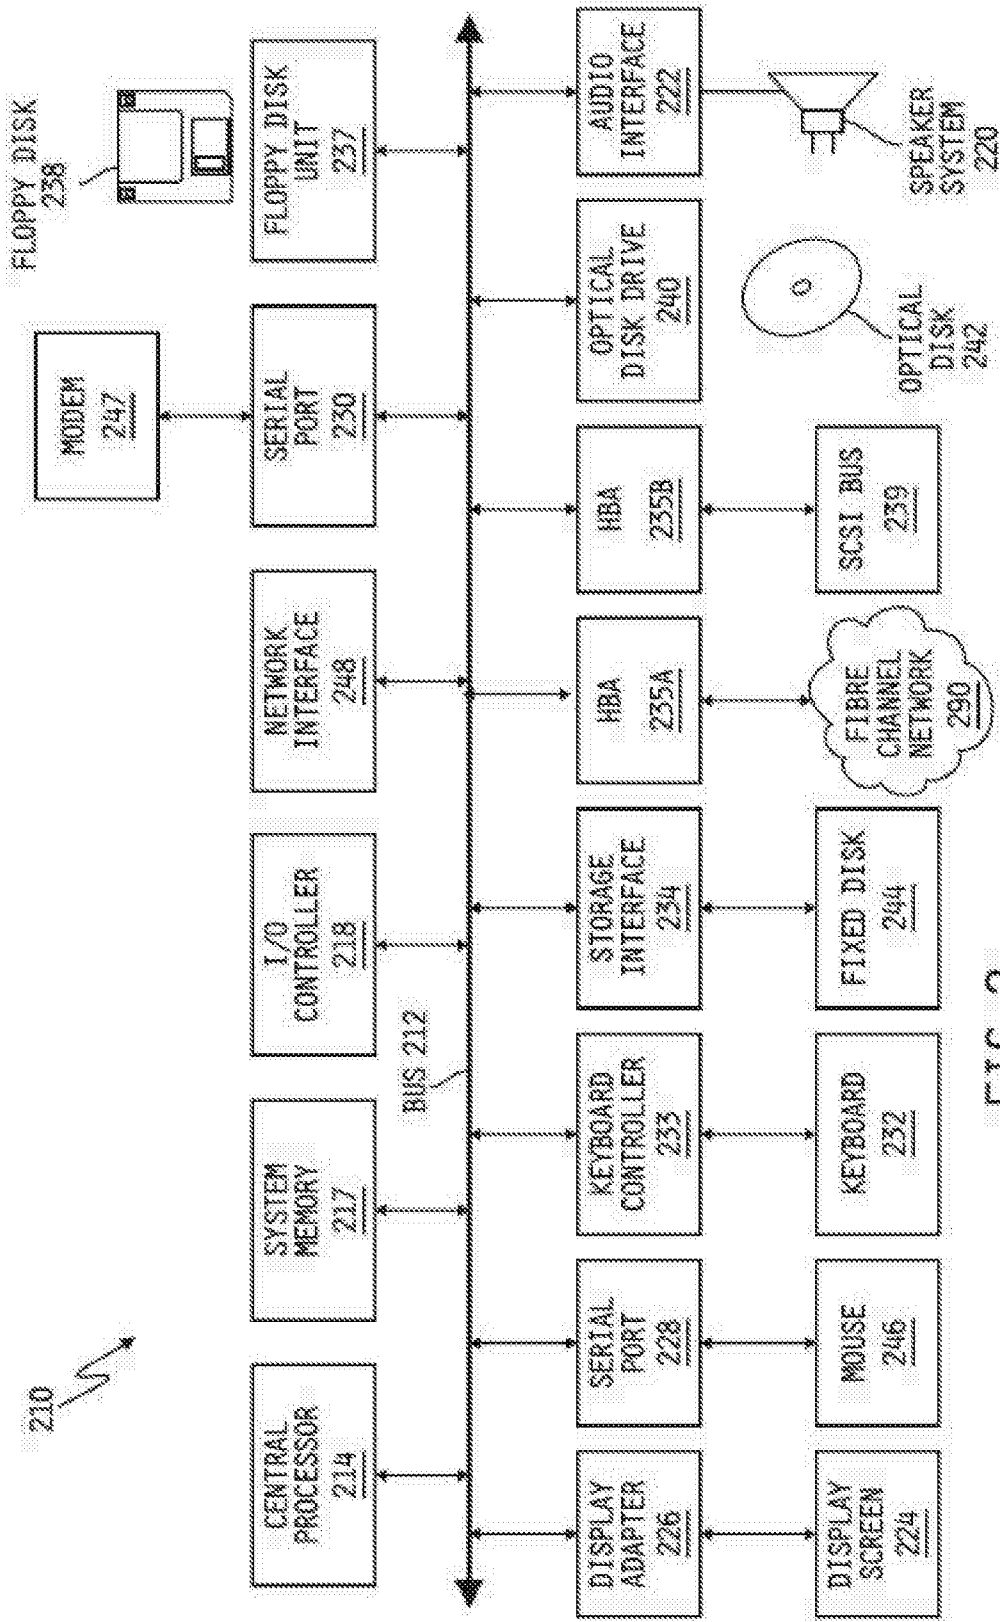 210
CENTRAL
PROCESSOR
214
SYSTEM
MEMORY
217
I/O
CONTROLLER
218
NETWORK
INTERFACE
248
MODEM
247
SERIAL
PORT
230
FLOPPY DISK
238
FLOPPY DISK
UNIT
237
BUS 212
DISPLAY
ADAPTER
226
SERIAL
PORT
228
KEYBOARD
CONTROLLER
233
STORAGE
INTERFACE
234
HBA
235A
HBA
235B
OPTICAL
DISK DRIVE
240
AUDIO
INTERFACE
222
DISPLAY
SCREEN
224
MOUSE
246
KEYBOARD
232
FIXED DISK
244
FIBRE
CHANNEL
NETWORK
290
SCSI BUS
239
OPTICAL
DISK
242
SPEAKER
SYSTEM
220